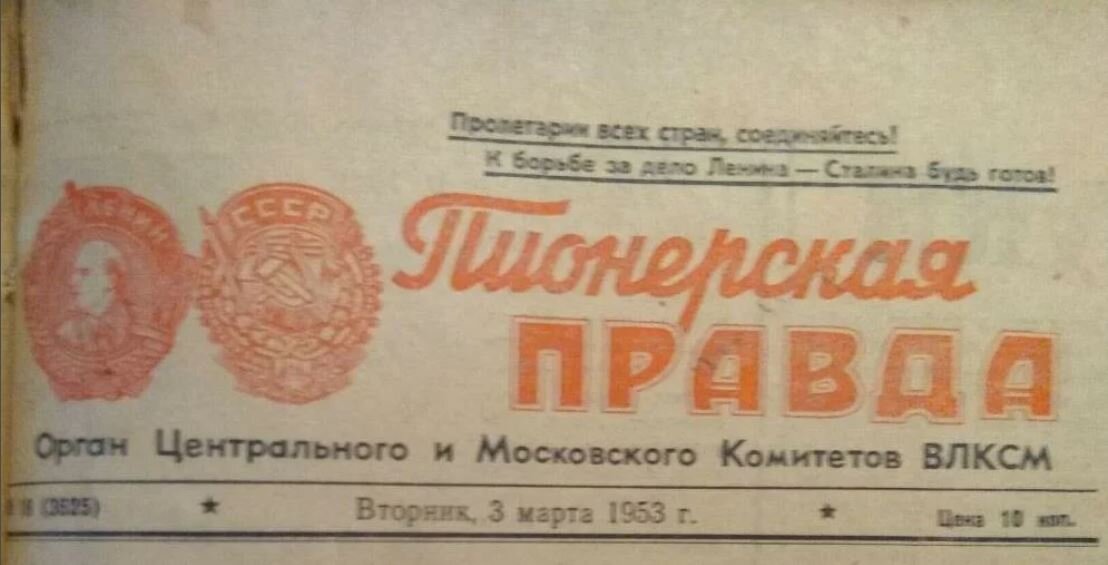 Пролетарии всех стран, соединяйтесь!
К борьбе за дело Ленина — Сталина будь готов!
ЛЕНИН
СССР
Пионерская
ПРАВДА
Орган Центрального и Московского Комитетов ВЛКСМ
18 (3625) ★ Вторник, 3 марта 1953 г. ★ Цена 10 коп.